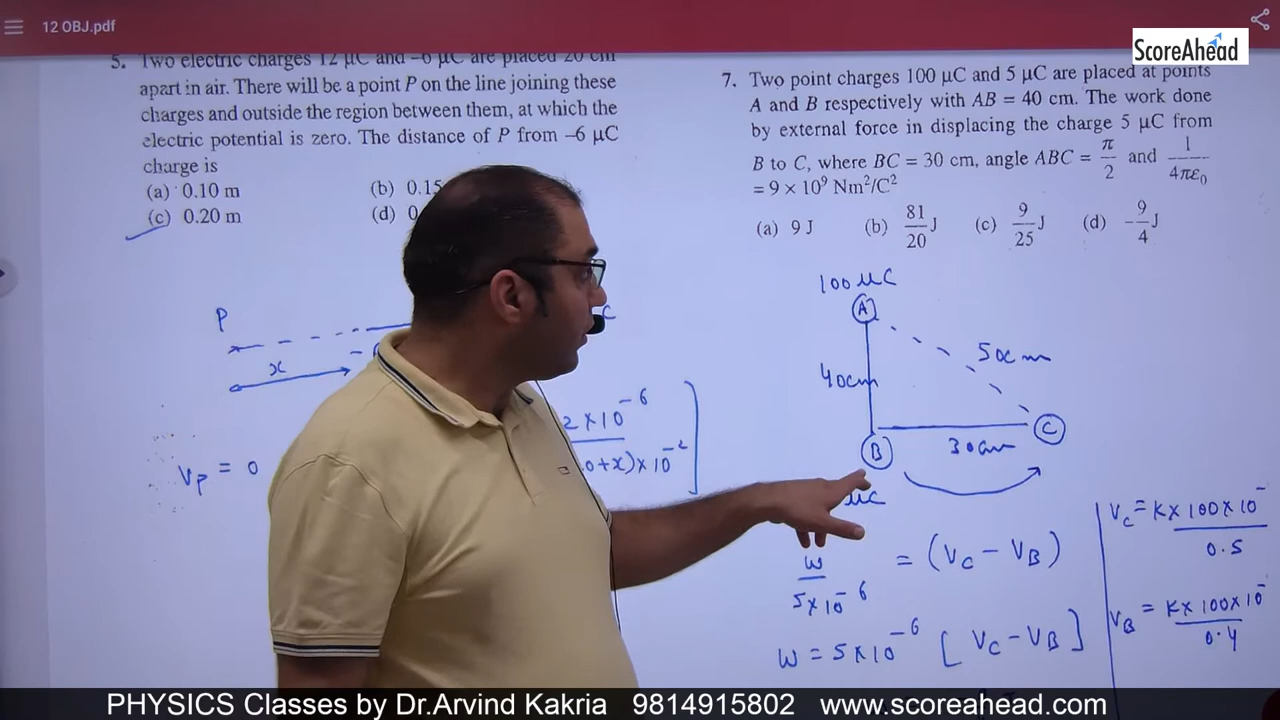 12 OBJ.pdf
ScoreAhead
5. Two electric charges 12 μC and –6 μC are placed 20 cm
apart in air. There will be a point P on the line joining these
charges and outside the region between them, at which the
electric potential is zero. The distance of P from –6 μC
charge is
(a) 0.10 m (b) 0.15
(c) 0.20 m (d) 0
P
x
C
V_P = 0
2 × 10^-6
0+x) × 10^-2
7. Two point charges 100 μC and 5 μC are placed at points
A and B respectively with AB = 40 cm. The work done
by external force in displacing the charge 5 μC from
B to C, where BC = 30 cm, angle ABC = π/2 and 1/4πε₀
= 9 × 10⁹ Nm²/C²
(a) 9 J (b) 81/20 J (c) 9/25 J (d) –9/4 J
100 μC
A
50cm
40cm
B
30cm
C
μC
W/5×10^-6 = (V_C − V_B)
W = 5×10^-6 [V_C − V_B]
V_C = K×100×10^-/0.5
V_B = K×100×10^-/0.4
PHYSICS Classes by Dr.Arvind Kakria 9814915802 www.scoreahead.com